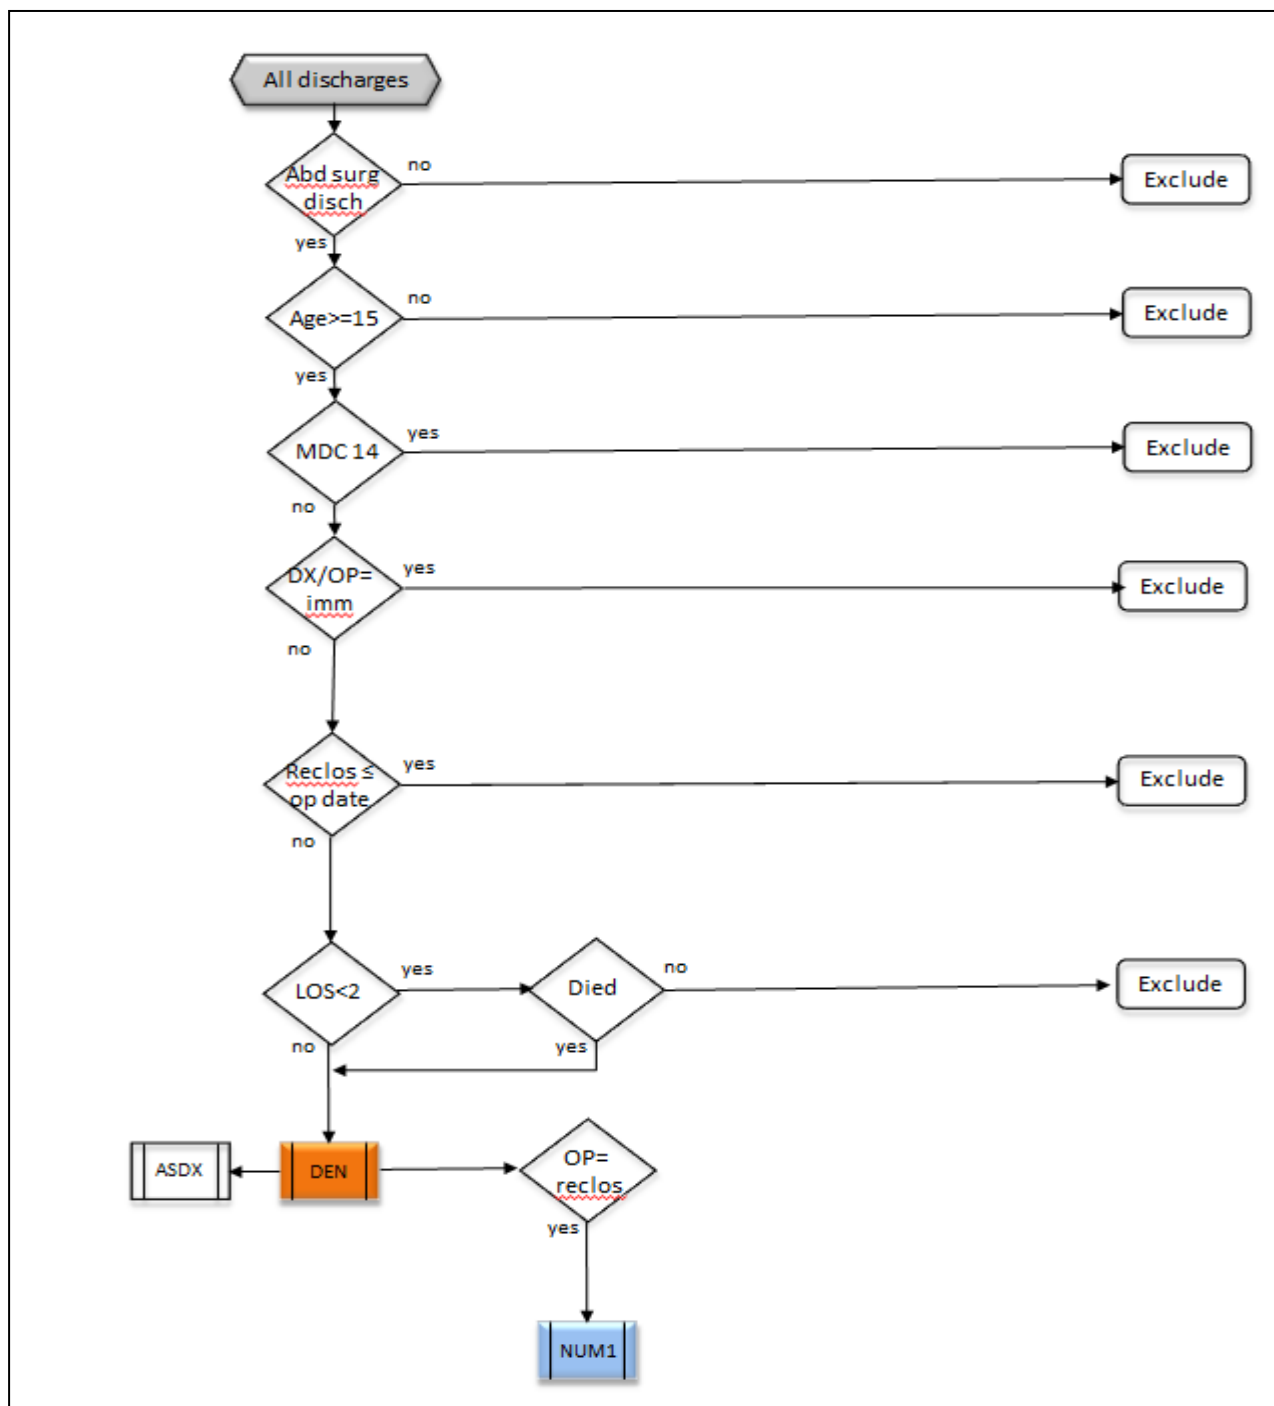 All discharges
Abd surg
disch
no
Exclude
yes
Age>=15
no
Exclude
yes
MDC 14
yes
Exclude
no
DX/OP=
imm
yes
Exclude
no
Reclos ≤
op date
yes
Exclude
no
LOS<2
yes
Died
no
Exclude
no
yes
ASDX
DEN
OP=
reclos
yes
NUM1